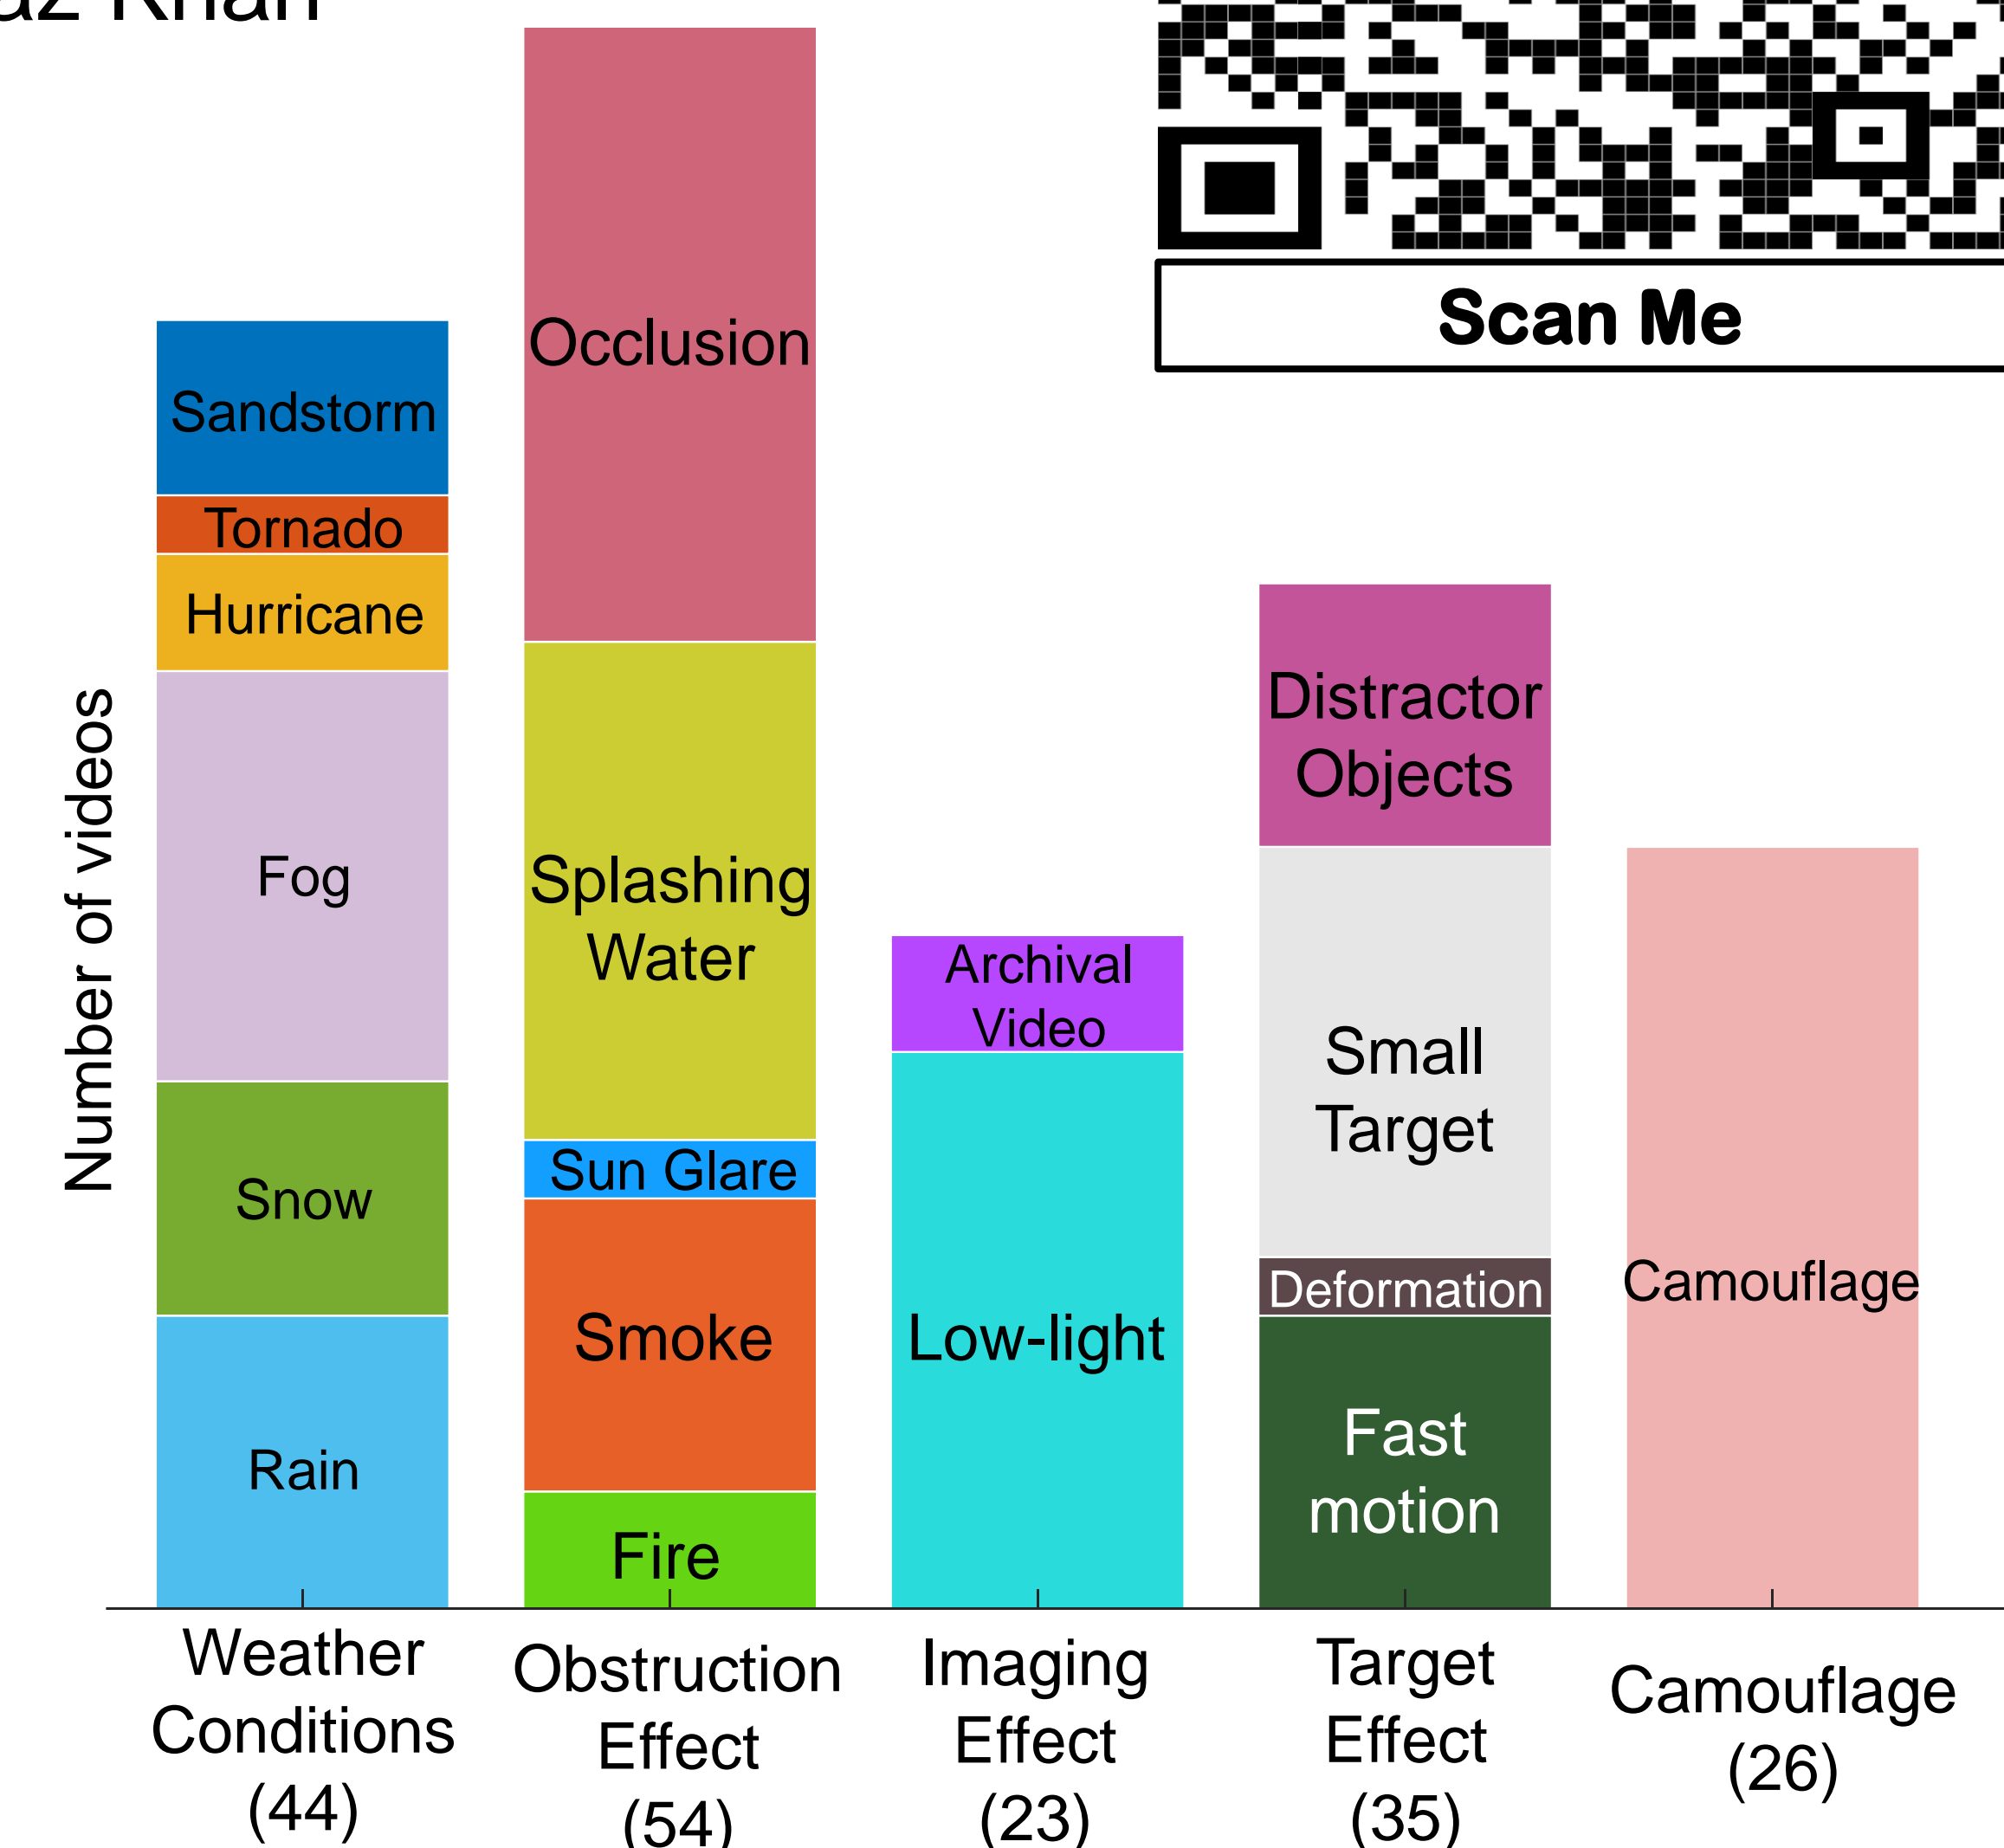 az Khan
Scan Me
Number of videos
Sandstorm
Tornado
Hurricane
Fog
Snow
Rain
Occlusion
Splashing
Water
Sun Glare
Smoke
Fire
Archival
Video
Low-light
Distractor
Objects
Small
Target
Deformation
Fast
motion
Camouflage
Weather
Conditions
(44)
Obstruction
Effect
(54)
Imaging
Effect
(23)
Target
Effect
(35)
Camouflage
(26)